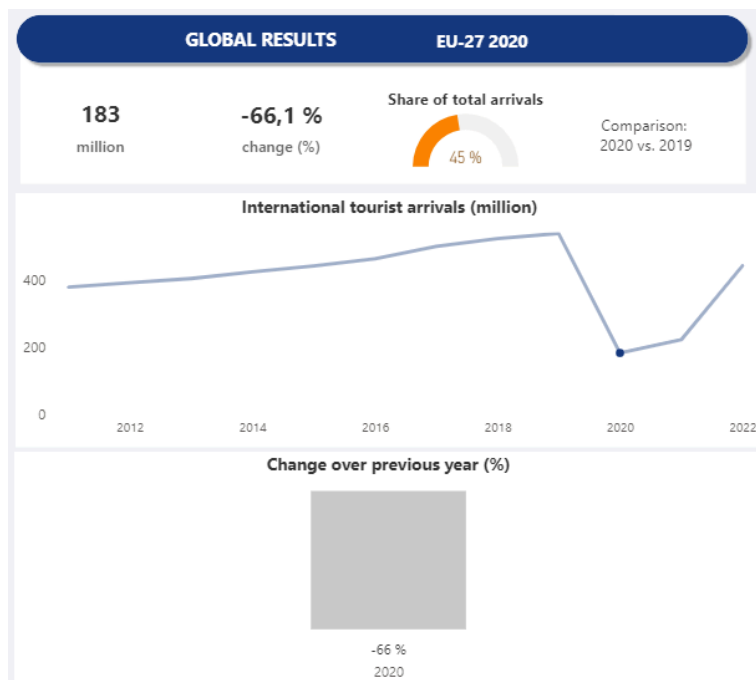 GLOBAL RESULTS EU-27 2020
183
million
-66,1 %
change (%)
Share of total arrivals
45 %
Comparison:
2020 vs. 2019
International tourist arrivals (million)
400
200
0
2012 2014 2016 2018 2020 2022
Change over previous year (%)
-66 %
2020